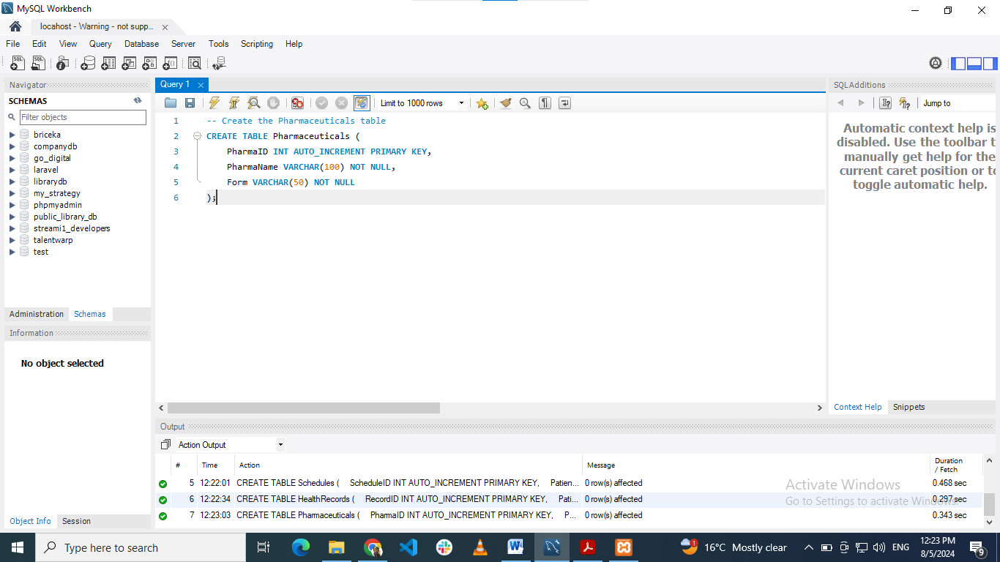 MySQL Workbench
locahost - Warning - not supp...
File Edit View Query Database Server Tools Scripting Help
Navigator
SCHEMAS
Filter objects
briceka
companydb
go_digital
laravel
librarydb
my_strategy
phpmyadmin
public_library_db
streami1_developers
talentwarp
test
Administration Schemas
Information
No object selected
Object Info Session
Query 1
Limit to 1000 rows
1 -- Create the Pharmaceuticals table
2 CREATE TABLE Pharmaceuticals (
3 PharmaID INT AUTO_INCREMENT PRIMARY KEY,
4 PharmaName VARCHAR(100) NOT NULL,
5 Form VARCHAR(50) NOT NULL
6 );
SQLAdditions
Jump to
Automatic context help is
disabled. Use the toolbar t
manually get help for the
current caret position or to
toggle automatic help.
Context Help Snippets
Output
Action Output
# Time Action Message Duration / Fetch
5 12:22:01 CREATE TABLE Schedules ( ScheduleID INT AUTO_INCREMENT PRIMARY KEY, Patien... 0 row(s) affected 0.468 sec
6 12:22:34 CREATE TABLE HealthRecords ( RecordID INT AUTO_INCREMENT PRIMARY KEY, Pati... 0 row(s) affected 0.297 sec
7 12:23:03 CREATE TABLE Pharmaceuticals ( PharmaID INT AUTO_INCREMENT PRIMARY KEY, P... 0 row(s) affected 0.343 sec
Activate Windows
Go to Settings to activate Windows.
Type here to search
1
16°C Mostly clear
ENG
12:23 PM
8/5/2024
9